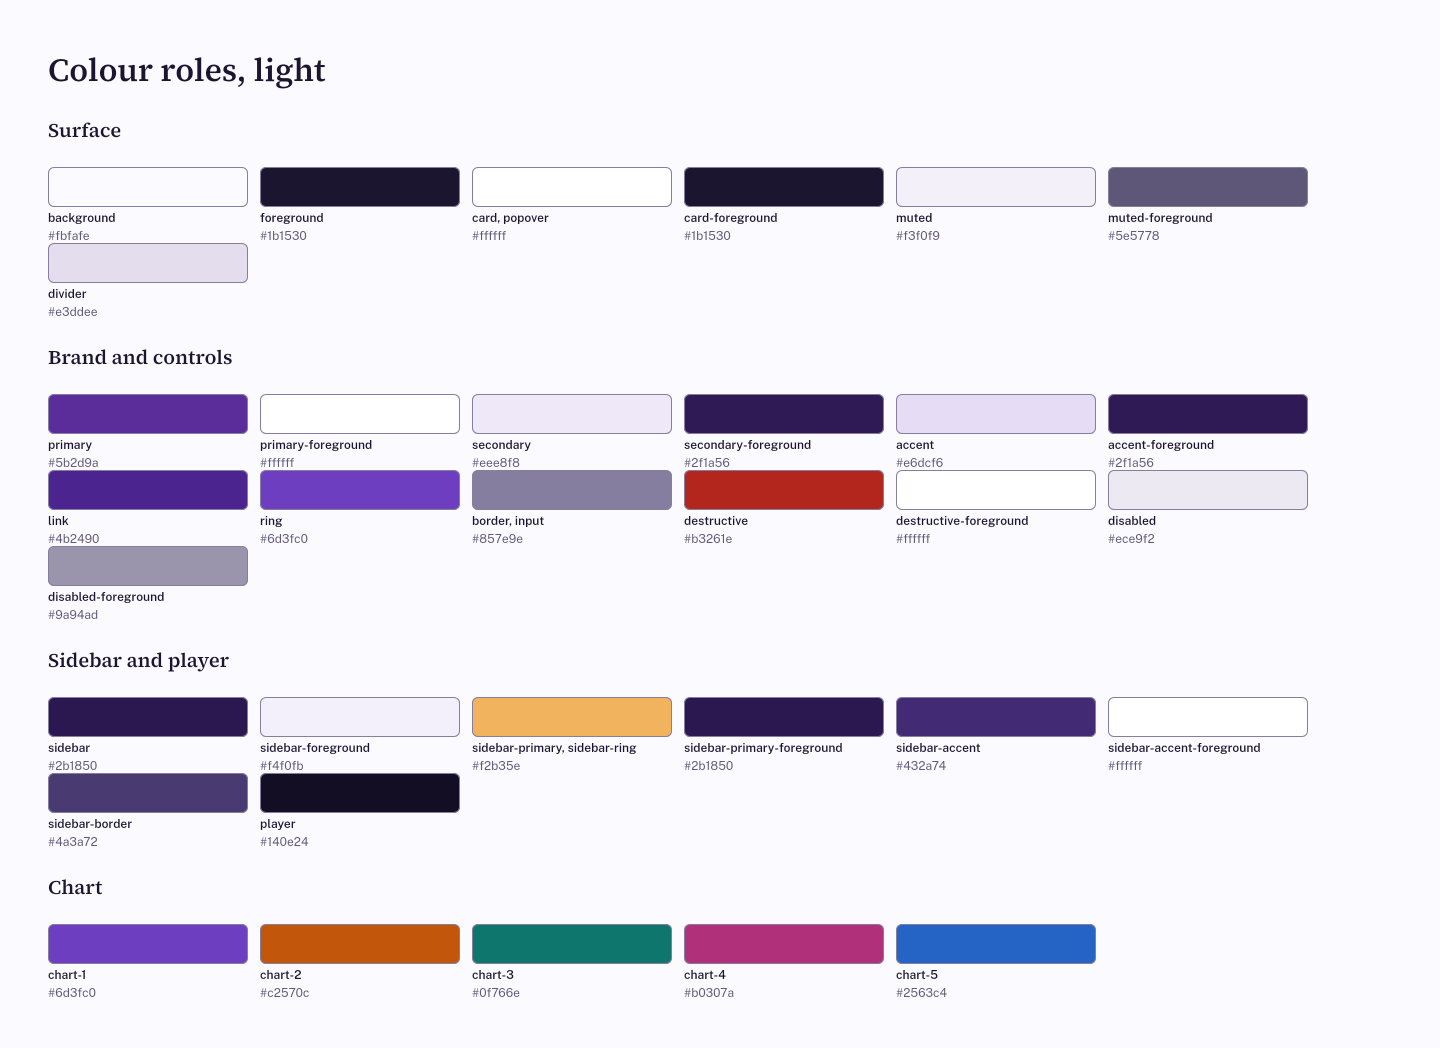 Colour roles, light
Surface
background
#fbfafe
foreground
#1b1530
card, popover
#ffffff
card-foreground
#1b1530
muted
#f3f0f9
muted-foreground
#5e5778
divider
#e3ddee
Brand and controls
primary
#5b2d9a
primary-foreground
#ffffff
secondary
#eee8f8
secondary-foreground
#2f1a56
accent
#e6dcf6
accent-foreground
#2f1a56
link
#4b2490
ring
#6d3fc0
border, input
#857e9e
destructive
#b3261e
destructive-foreground
#ffffff
disabled
#ece9f2
disabled-foreground
#9a94ad
Sidebar and player
sidebar
#2b1850
sidebar-foreground
#f4f0fb
sidebar-primary, sidebar-ring
#f2b35e
sidebar-primary-foreground
#2b1850
sidebar-accent
#432a74
sidebar-accent-foreground
#ffffff
sidebar-border
#4a3a72
player
#140e24
Chart
chart-1
#6d3fc0
chart-2
#c2570c
chart-3
#0f766e
chart-4
#b0307a
chart-5
#2563c4